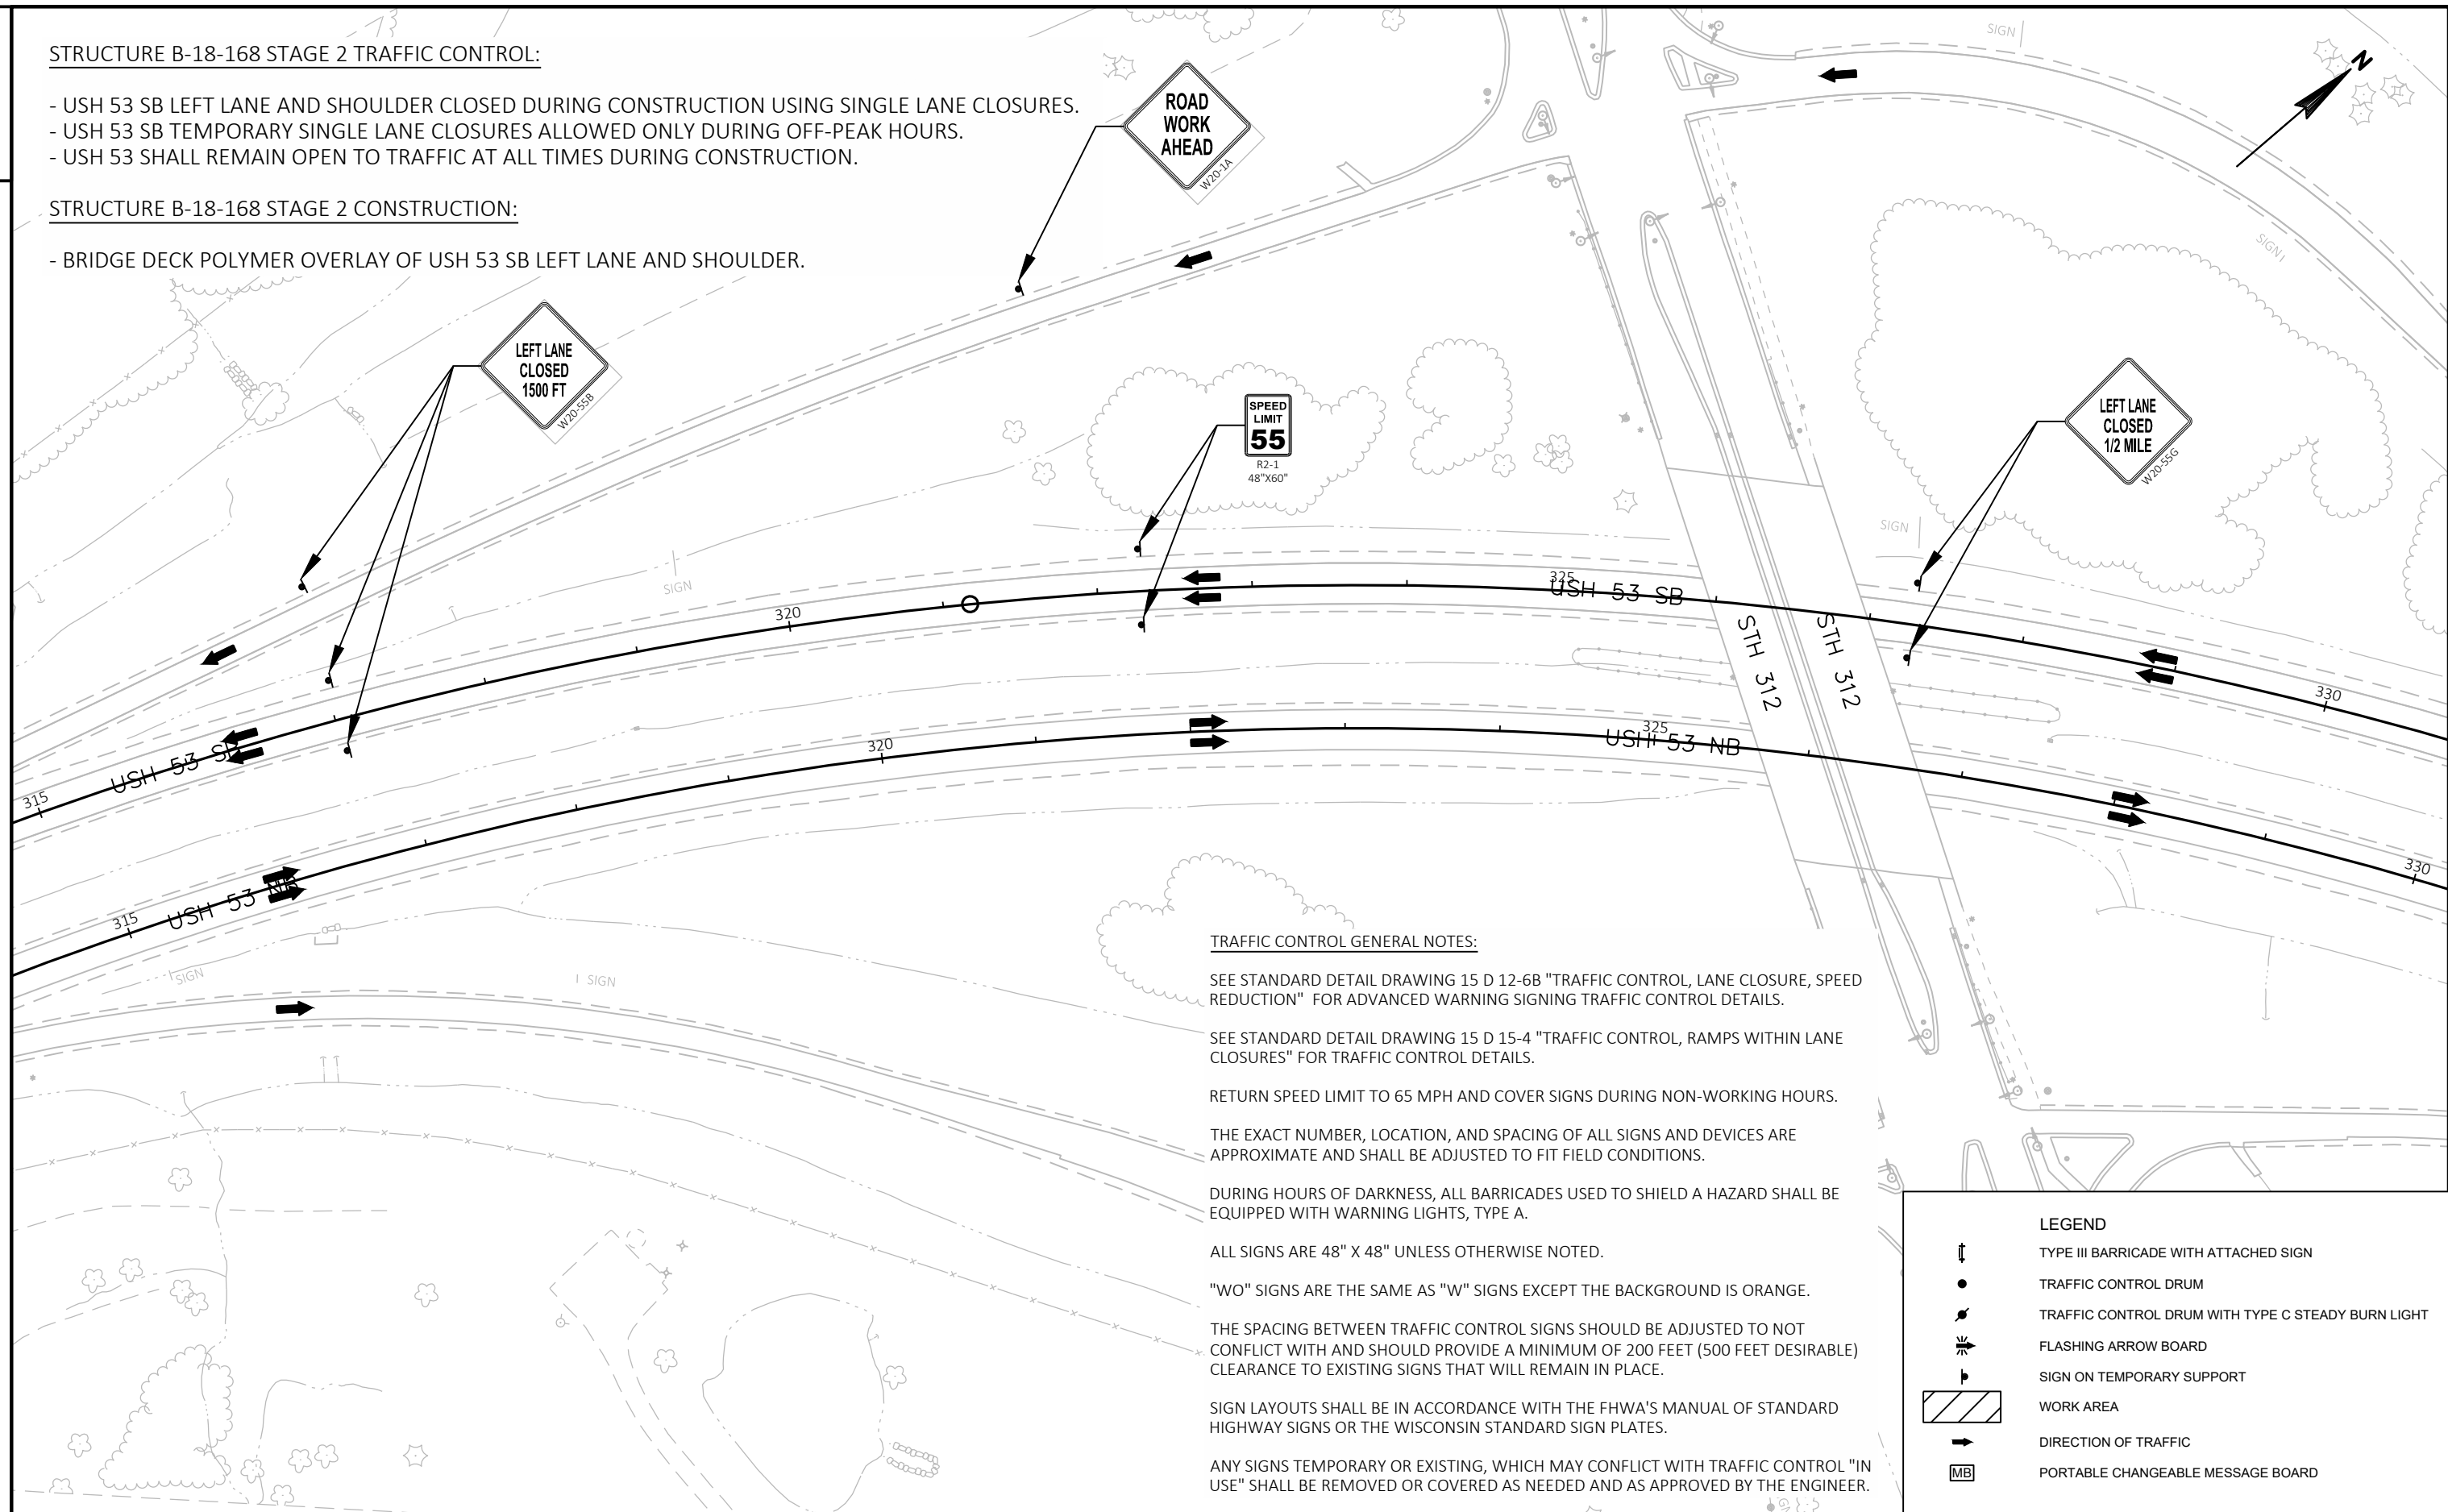 STRUCTURE B-18-168 STAGE 2 TRAFFIC CONTROL:
- USH 53 SB LEFT LANE AND SHOULDER CLOSED DURING CONSTRUCTION USING SINGLE LANE CLOSURES.
- USH 53 SB TEMPORARY SINGLE LANE CLOSURES ALLOWED ONLY DURING OFF-PEAK HOURS.
- USH 53 SHALL REMAIN OPEN TO TRAFFIC AT ALL TIMES DURING CONSTRUCTION.
STRUCTURE B-18-168 STAGE 2 CONSTRUCTION:
- BRIDGE DECK POLYMER OVERLAY OF USH 53 SB LEFT LANE AND SHOULDER.
ROAD
WORK
AHEAD
W20-1A
SIGN
N
SIGN
LEFT LANE
CLOSED
1500 FT
W20-55B
SPEED
LIMIT
55
R2-1
48"X60"
LEFT LANE
CLOSED
1/2 MILE
W20-55G
SIGN
SIGN
325
USH 53 SB
320
STH 312
STH 312
330
USH 53 SB
315
320
325
USH 53 NB
330
USH 53 NB
315
SIGN
SIGN
TRAFFIC CONTROL GENERAL NOTES:
SEE STANDARD DETAIL DRAWING 15 D 12-6B "TRAFFIC CONTROL, LANE CLOSURE, SPEED
REDUCTION" FOR ADVANCED WARNING SIGNING TRAFFIC CONTROL DETAILS.
SEE STANDARD DETAIL DRAWING 15 D 15-4 "TRAFFIC CONTROL, RAMPS WITHIN LANE
CLOSURES" FOR TRAFFIC CONTROL DETAILS.
RETURN SPEED LIMIT TO 65 MPH AND COVER SIGNS DURING NON-WORKING HOURS.
THE EXACT NUMBER, LOCATION, AND SPACING OF ALL SIGNS AND DEVICES ARE
APPROXIMATE AND SHALL BE ADJUSTED TO FIT FIELD CONDITIONS.
DURING HOURS OF DARKNESS, ALL BARRICADES USED TO SHIELD A HAZARD SHALL BE
EQUIPPED WITH WARNING LIGHTS, TYPE A.
ALL SIGNS ARE 48" X 48" UNLESS OTHERWISE NOTED.
"WO" SIGNS ARE THE SAME AS "W" SIGNS EXCEPT THE BACKGROUND IS ORANGE.
THE SPACING BETWEEN TRAFFIC CONTROL SIGNS SHOULD BE ADJUSTED TO NOT
CONFLICT WITH AND SHOULD PROVIDE A MINIMUM OF 200 FEET (500 FEET DESIRABLE)
CLEARANCE TO EXISTING SIGNS THAT WILL REMAIN IN PLACE.
SIGN LAYOUTS SHALL BE IN ACCORDANCE WITH THE FHWA'S MANUAL OF STANDARD
HIGHWAY SIGNS OR THE WISCONSIN STANDARD SIGN PLATES.
ANY SIGNS TEMPORARY OR EXISTING, WHICH MAY CONFLICT WITH TRAFFIC CONTROL "IN
USE" SHALL BE REMOVED OR COVERED AS NEEDED AND AS APPROVED BY THE ENGINEER.
LEGEND
TYPE III BARRICADE WITH ATTACHED SIGN
TRAFFIC CONTROL DRUM
TRAFFIC CONTROL DRUM WITH TYPE C STEADY BURN LIGHT
FLASHING ARROW BOARD
SIGN ON TEMPORARY SUPPORT
WORK AREA
DIRECTION OF TRAFFIC
MB PORTABLE CHANGEABLE MESSAGE BOARD